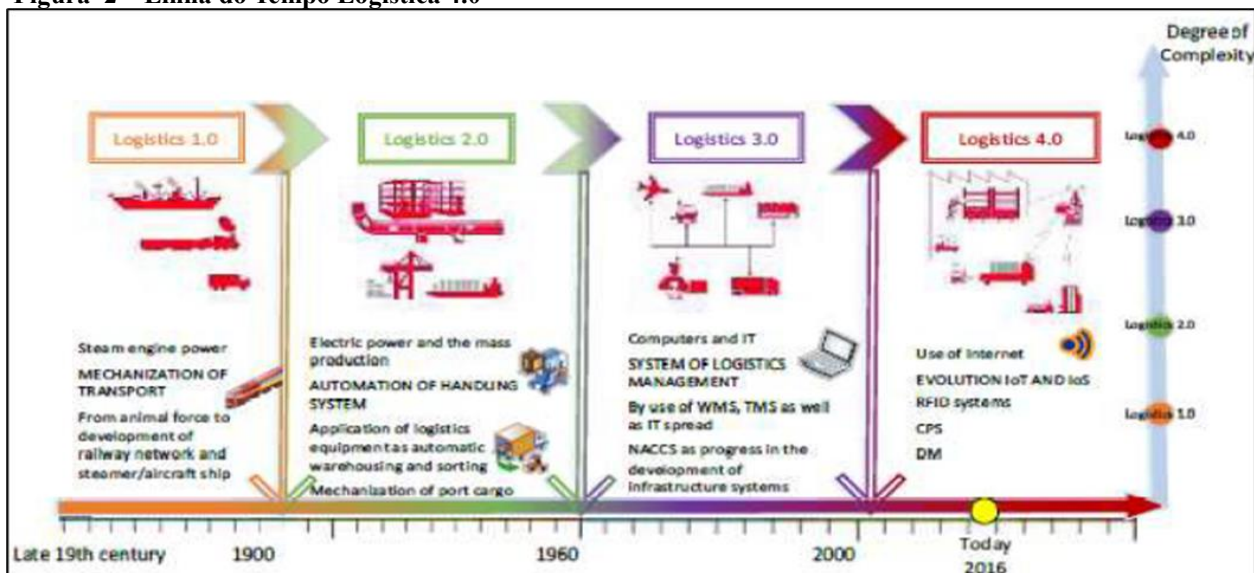 Figura 2 – Linha do Tempo Logística 4.0
Degree of
Complexity
Logistics 1.0
Logistics 2.0
Logistics 3.0
Logistics 4.0
Logistics 4.0
Logistics 3.0
Logistics 2.0
Logistics 1.0
Steam engine power
MECHANIZATION OF
TRANSPORT
From animal force to
development of
railway network and
steamer/aircraft ship
Electric power and the mass
production
AUTOMATION OF HANDLING
SYSTEM
Application of logistics
equipment as automatic
warehousing and sorting
Mechanization of port cargo
Computers and IT
SYSTEM OF LOGISTICS
MANAGEMENT
By use of WMS, TMS as well
as IT spread
NACCS as progress in the
development of
infrastructure systems
Use of Internet
EVOLUTION IoT AND IoS
RFID systems
CPS
DM
Late 19th century
1900
1960
2000
Today
2016